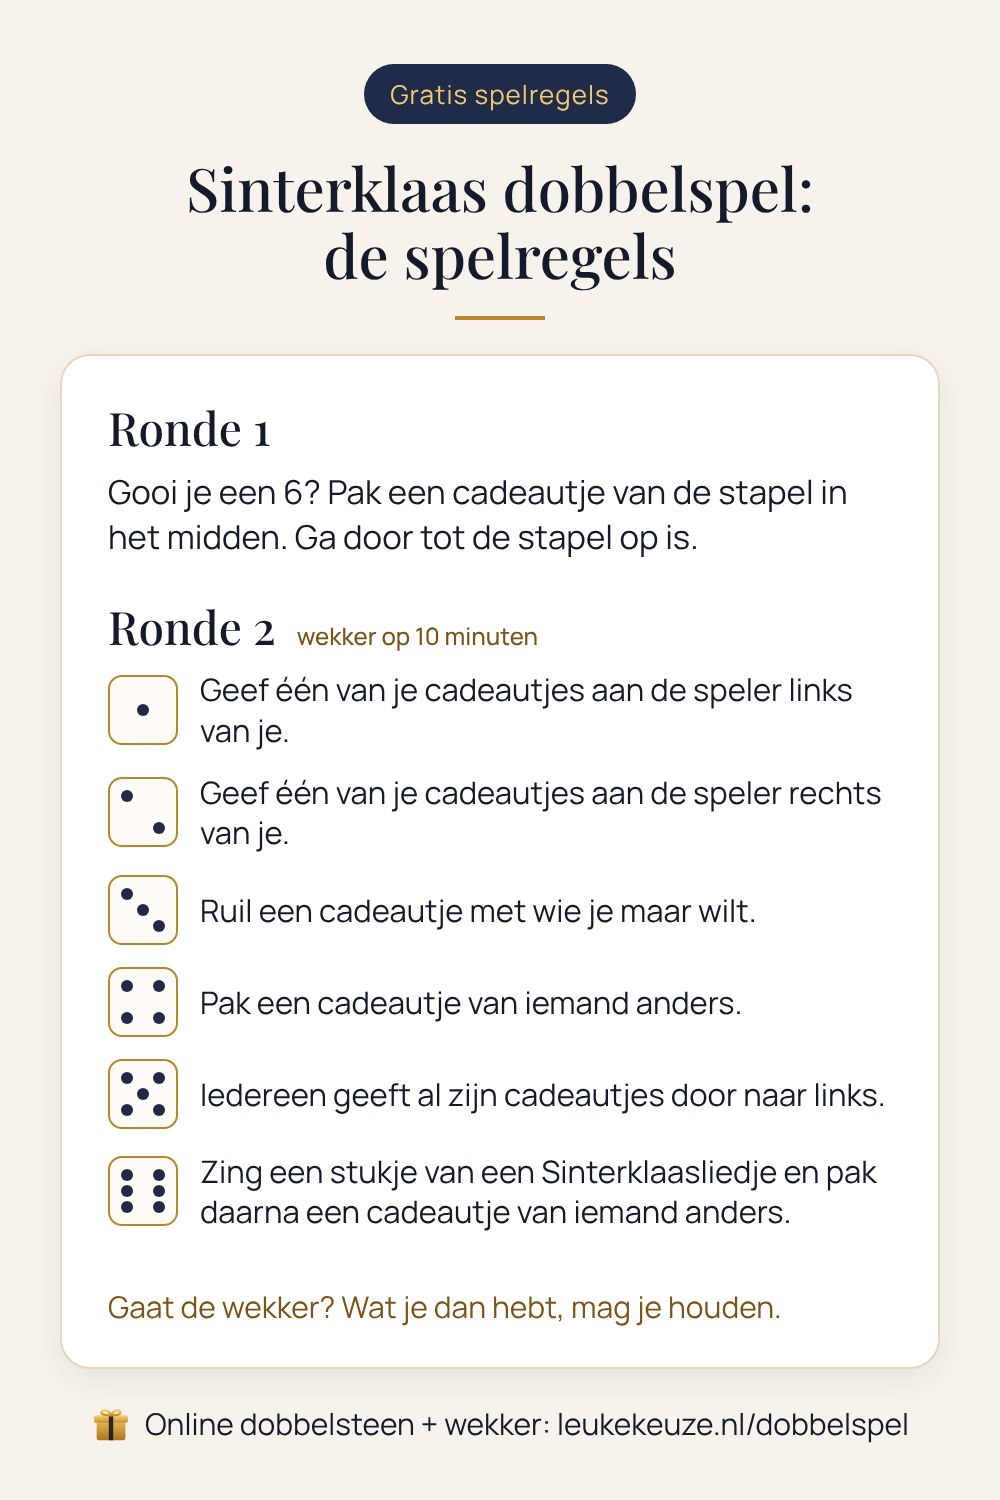 Gratis spelregels
Sinterklaas dobbelspel:
de spelregels
Ronde 1
Gooi je een 6? Pak een cadeautje van de stapel in
het midden. Ga door tot de stapel op is.
Ronde 2 wekker op 10 minuten
Geef één van je cadeautjes aan de speler links
van je.
Geef één van je cadeautjes aan de speler rechts
van je.
Ruil een cadeautje met wie je maar wilt.
Pak een cadeautje van iemand anders.
Iedereen geeft al zijn cadeautjes door naar links.
Zing een stukje van een Sinterklaasliedje en pak
daarna een cadeautje van iemand anders.
Gaat de wekker? Wat je dan hebt, mag je houden.
Online dobbelsteen + wekker: leukekeuze.nl/dobbelspel